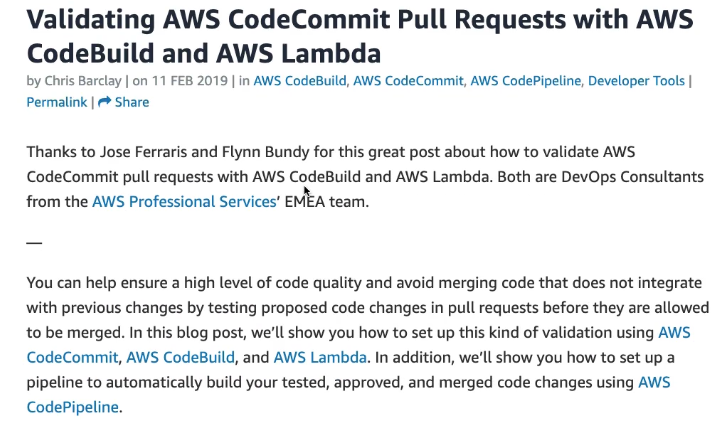 Validating AWS CodeCommit Pull Requests with AWS
CodeBuild and AWS Lambda
by Chris Barclay | on 11 FEB 2019 | in AWS CodeBuild, AWS CodeCommit, AWS CodePipeline, Developer Tools |
Permalink | Share
Thanks to Jose Ferraris and Flynn Bundy for this great post about how to validate AWS
CodeCommit pull requests with AWS CodeBuild and AWS Lambda. Both are DevOps Consultants
from the AWS Professional Services’ EMEA team.
—
You can help ensure a high level of code quality and avoid merging code that does not integrate
with previous changes by testing proposed code changes in pull requests before they are allowed
to be merged. In this blog post, we’ll show you how to set up this kind of validation using AWS
CodeCommit, AWS CodeBuild, and AWS Lambda. In addition, we’ll show you how to set up a
pipeline to automatically build your tested, approved, and merged code changes using AWS
CodePipeline.